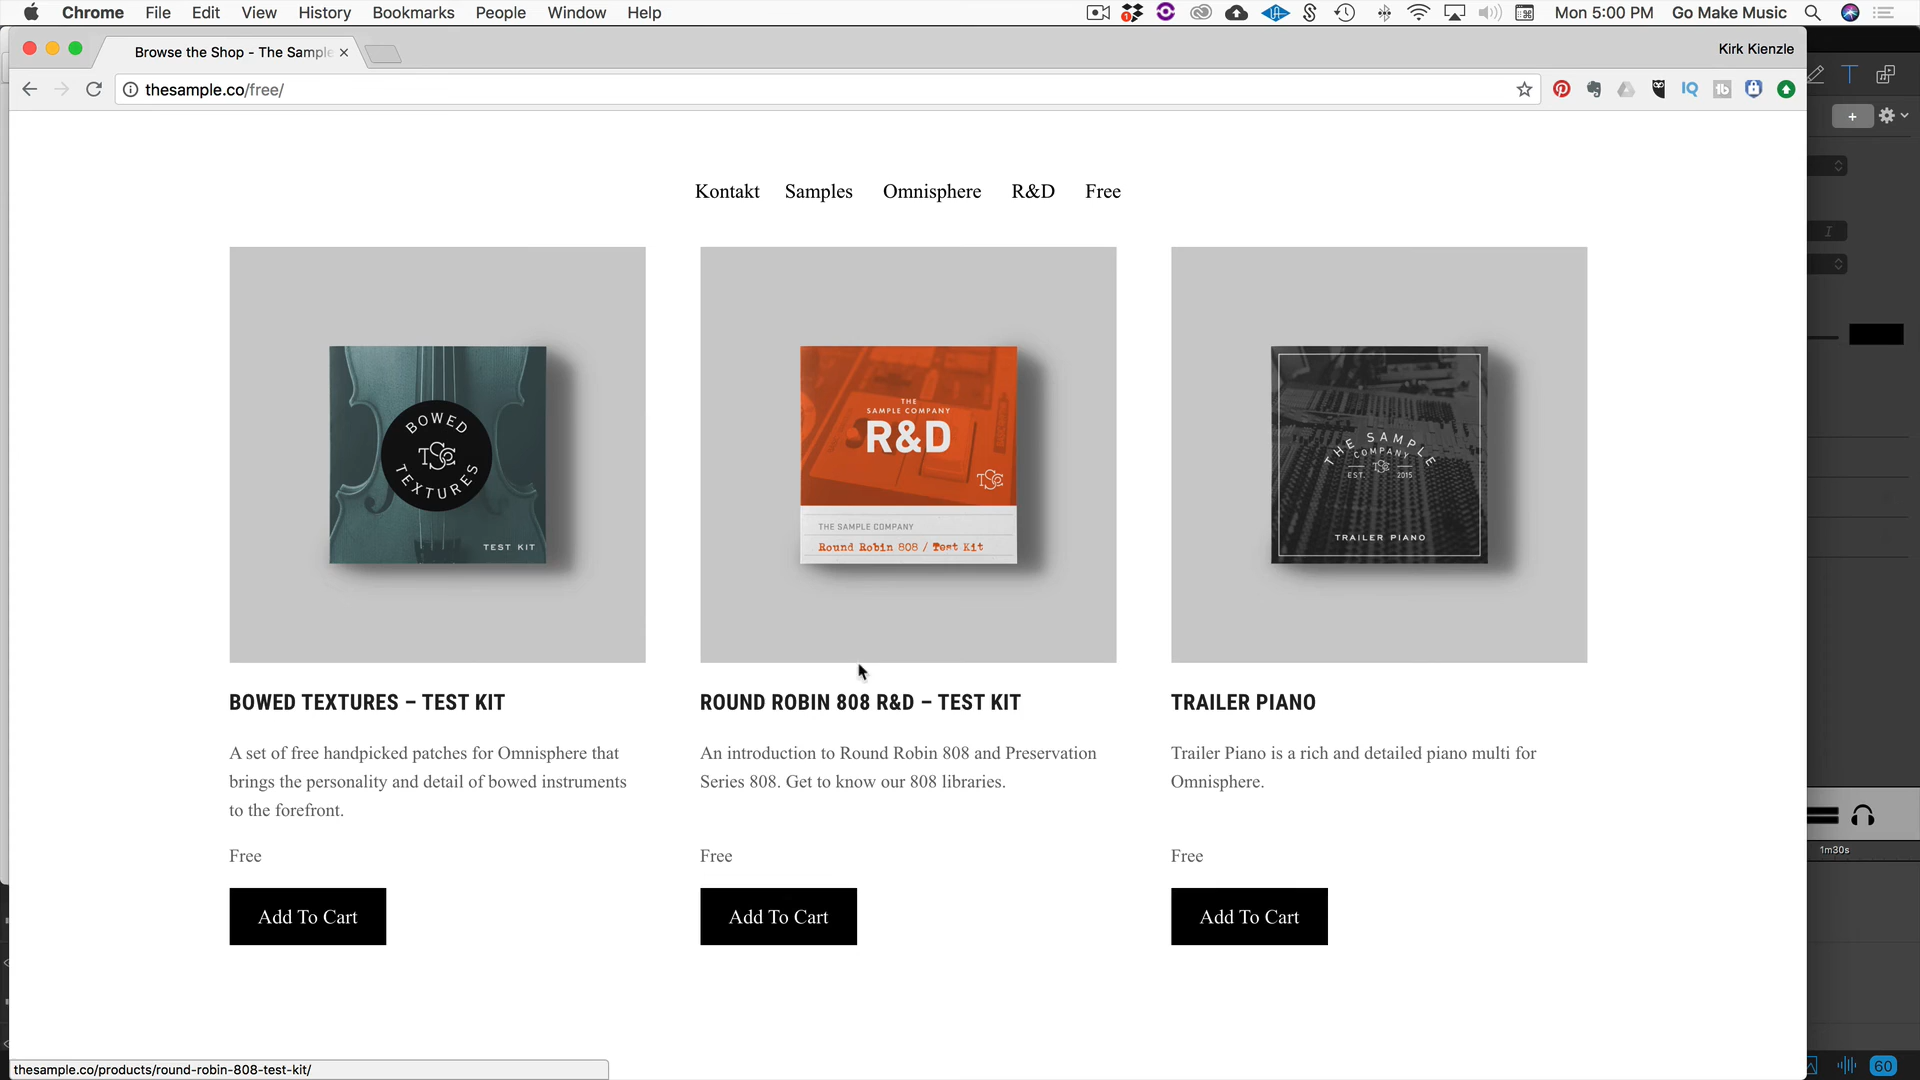 Chrome File Edit View History Bookmarks People Window Help Mon 5:00 PM Go Make Music
Browse the Shop - The Sample Kirk Kienzle
thesample.co/free/
Kontakt Samples Omnisphere R&D Free
BOWED
TSCo
TEXTURES
TEST KIT
THE
SAMPLE COMPANY
R&D
TSCo
THE SAMPLE COMPANY
Round Robin 808 / Test Kit
THE SAMPLE
COMPANY
EST. TSCo 2015
TRAILER PIANO
BOWED TEXTURES – TEST KIT
A set of free handpicked patches for Omnisphere that
brings the personality and detail of bowed instruments
to the forefront.
Free
Add To Cart
ROUND ROBIN 808 R&D – TEST KIT
An introduction to Round Robin 808 and Preservation
Series 808. Get to know our 808 libraries.
Free
Add To Cart
TRAILER PIANO
Trailer Piano is a rich and detailed piano multi for
Omnisphere.
Free
Add To Cart
1m30s
60
thesample.co/products/round-robin-808-test-kit/